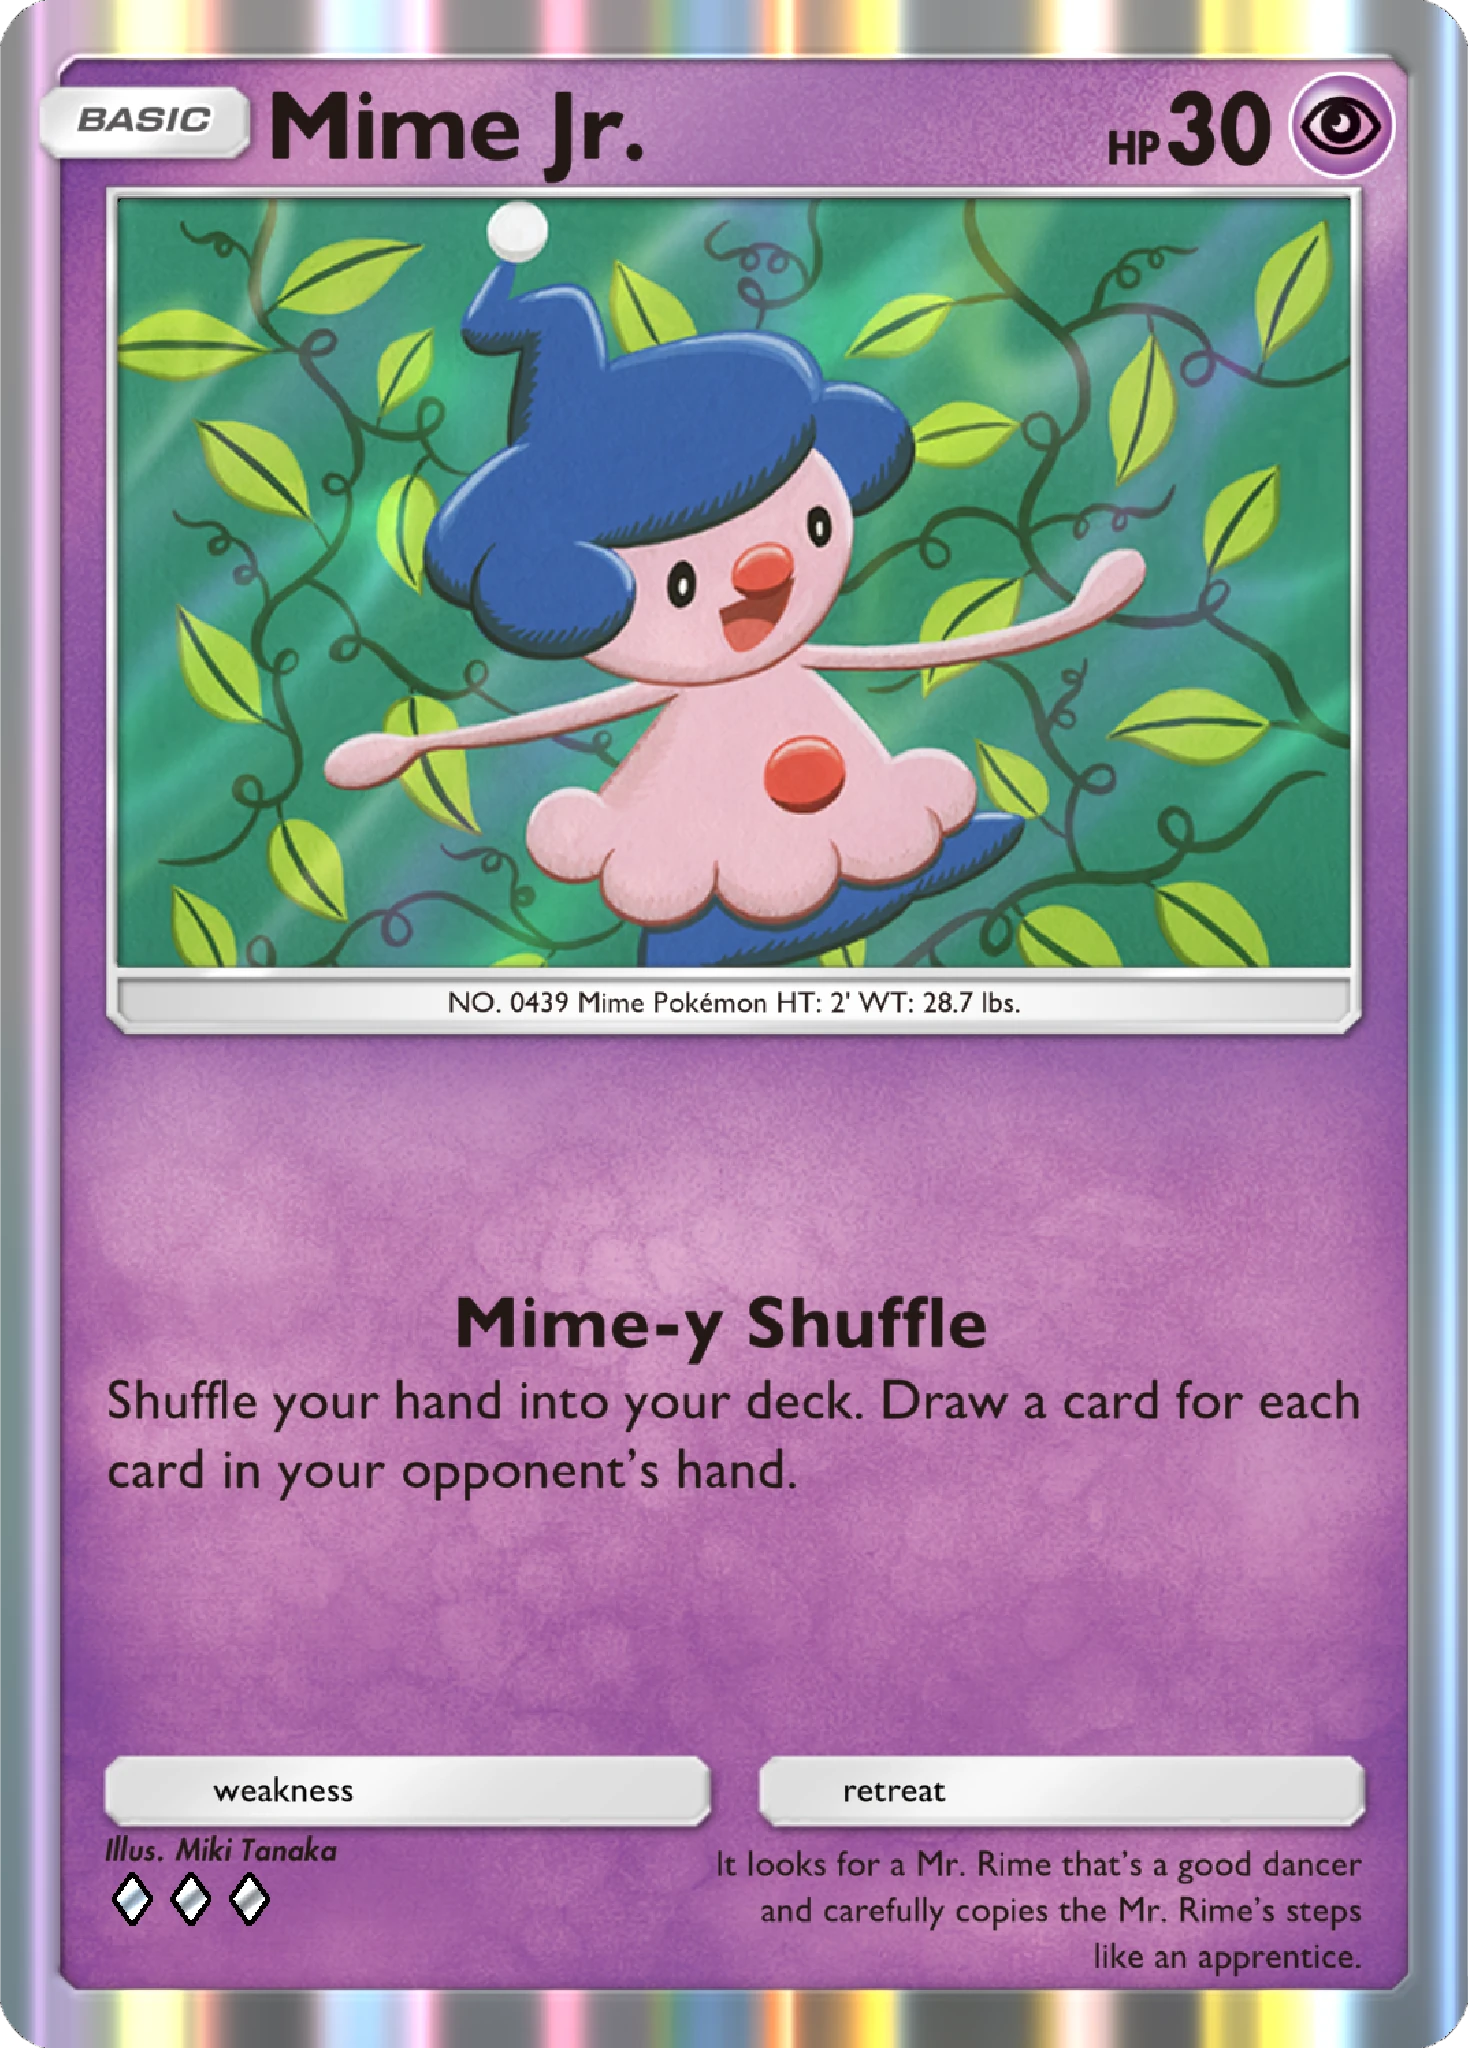 BASIC
Mime Jr.
HP 30
NO. 0439 Mime Pokémon HT: 2' WT: 28.7 lbs.
Mime-y Shuffle
Shuffle your hand into your deck. Draw a card for each
card in your opponent’s hand.
weakness
retreat
Illus. Miki Tanaka
It looks for a Mr. Rime that’s a good dancer
and carefully copies the Mr. Rime’s steps
like an apprentice.